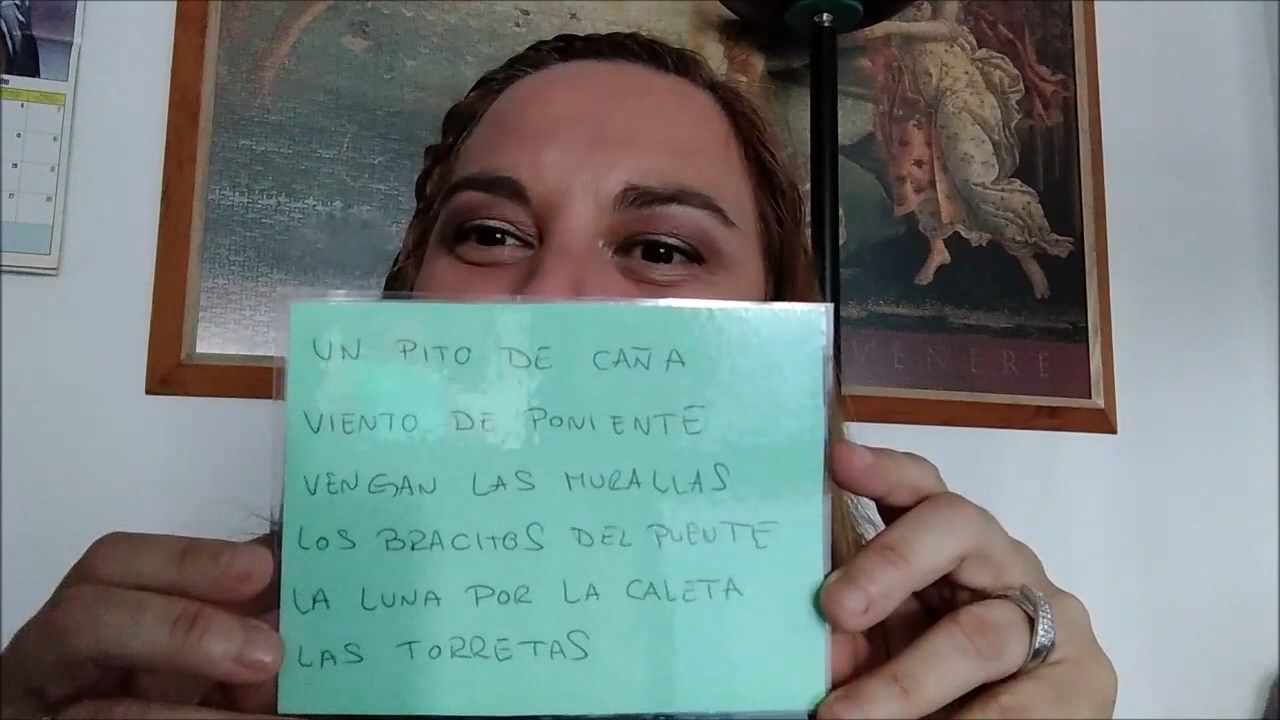 UN PITO DE CAÑA
VIENTO DE PONIENTE
VENGAN LAS MURALLAS
LOS BRACITOS DEL PUENTE
LA LUNA POR LA CALETA
LAS TORRETAS
VENERE